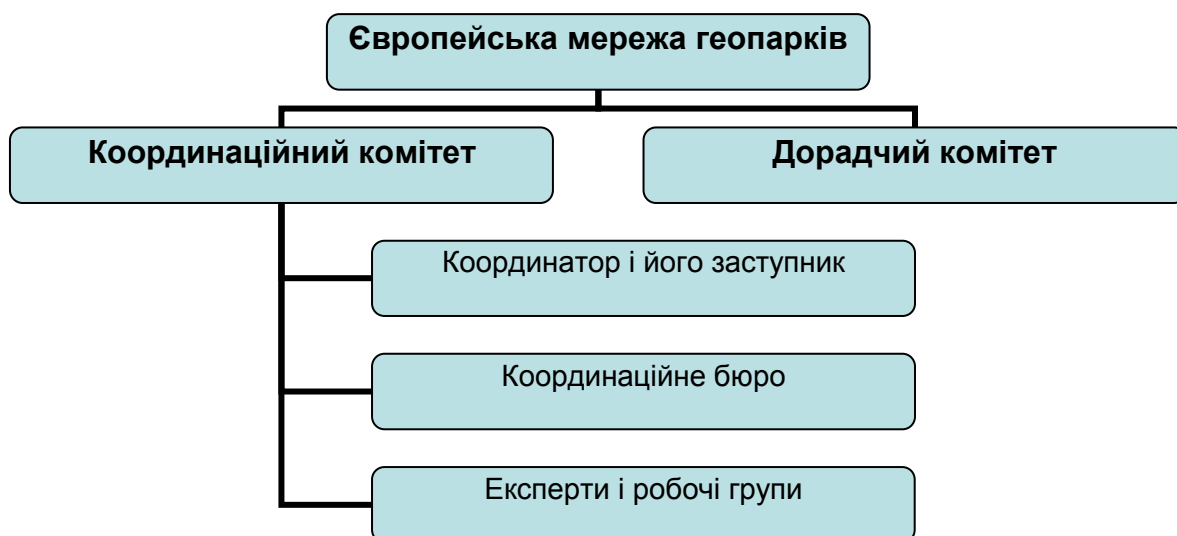 Європейська мережа геопарків
Координаційний комітет
Дорадчий комітет
Координатор і його заступник
Координаційне бюро
Експерти і робочі групи